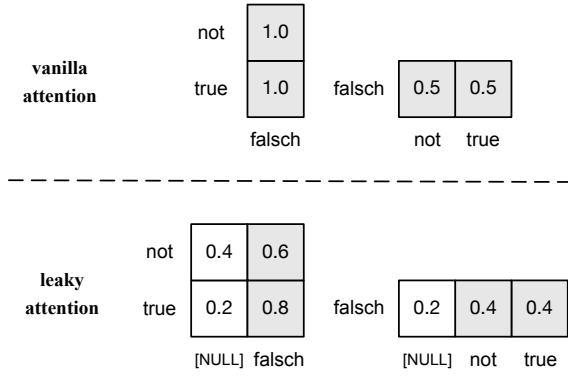 not 1.0
vanilla attention
true 1.0 falsch 0.5 0.5
falsch not true
not 0.4 0.6
leaky attention
true 0.2 0.8 falsch 0.2 0.4 0.4
[NULL] falsch [NULL] not true